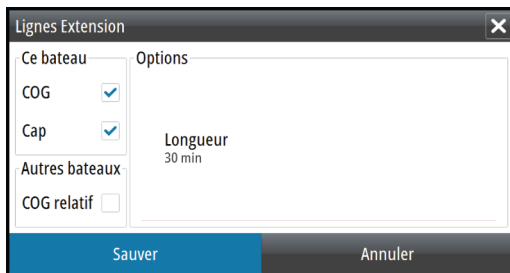 Lignes Extension
Ce bateau
COG
Cap
Autres bateaux
COG relatif
Options
Longueur
30 min
Sauver
Annuler